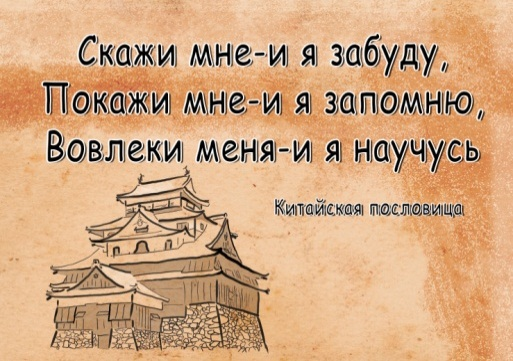 Скажи мне-и я забуду,
Покажи мне-и я запомню,
Вовлеки меня-и я научусь
Китайская пословица